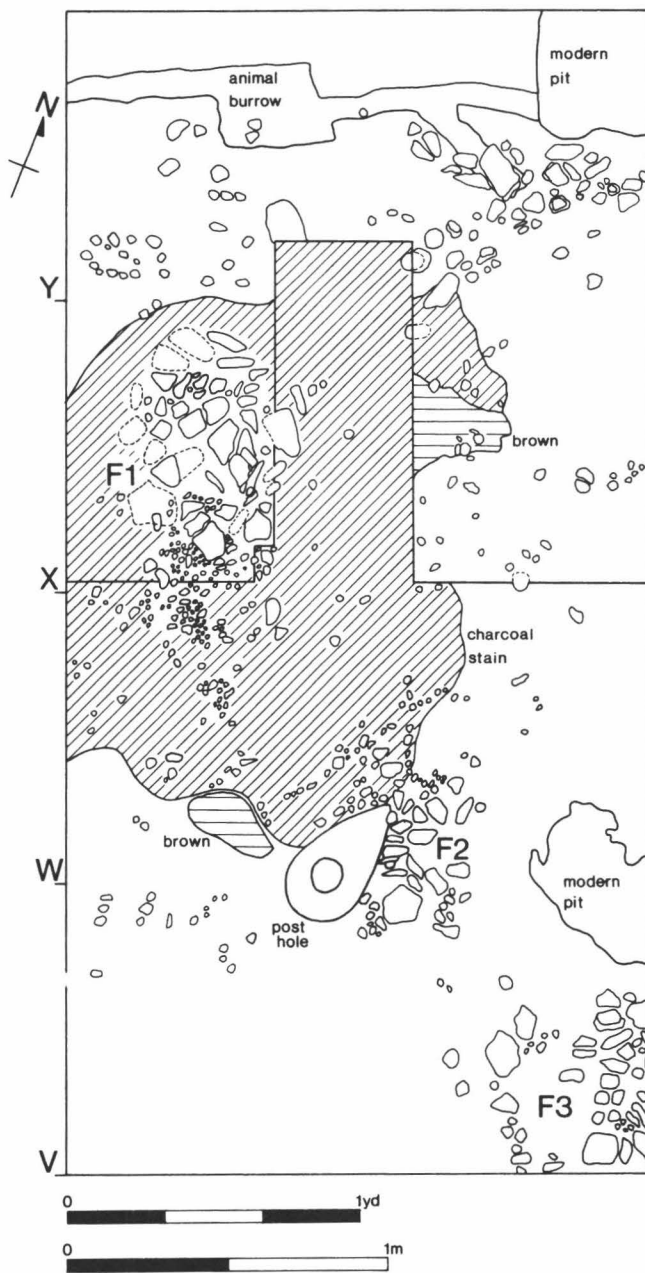 modern
pit
animal
burrow
N
Y
brown
F1
X
charcoal
stain
brown
F2
W
modern
pit
post
hole
F3
V
0 1yd
0 1m